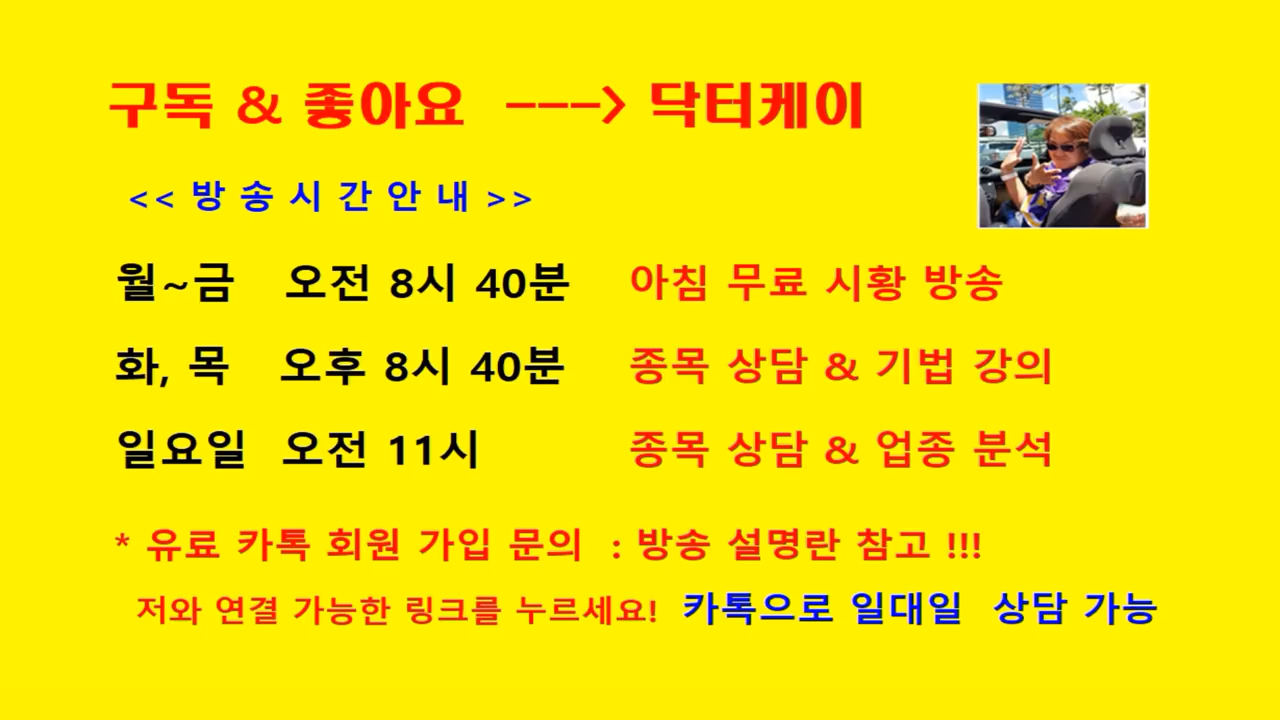 구독 & 좋아요 ---> 닥터케이
<< 방 송 시 간 안 내 >>
월~금 오전 8시 40분 아침 무료 시황 방송
화, 목 오후 8시 40분 종목 상담 & 기법 강의
일요일 오전 11시 종목 상담 & 업종 분석
* 유료 카톡 회원 가입 문의 : 방송 설명란 참고 !!!
저와 연결 가능한 링크를 누르세요! 카톡으로 일대일 상담 가능